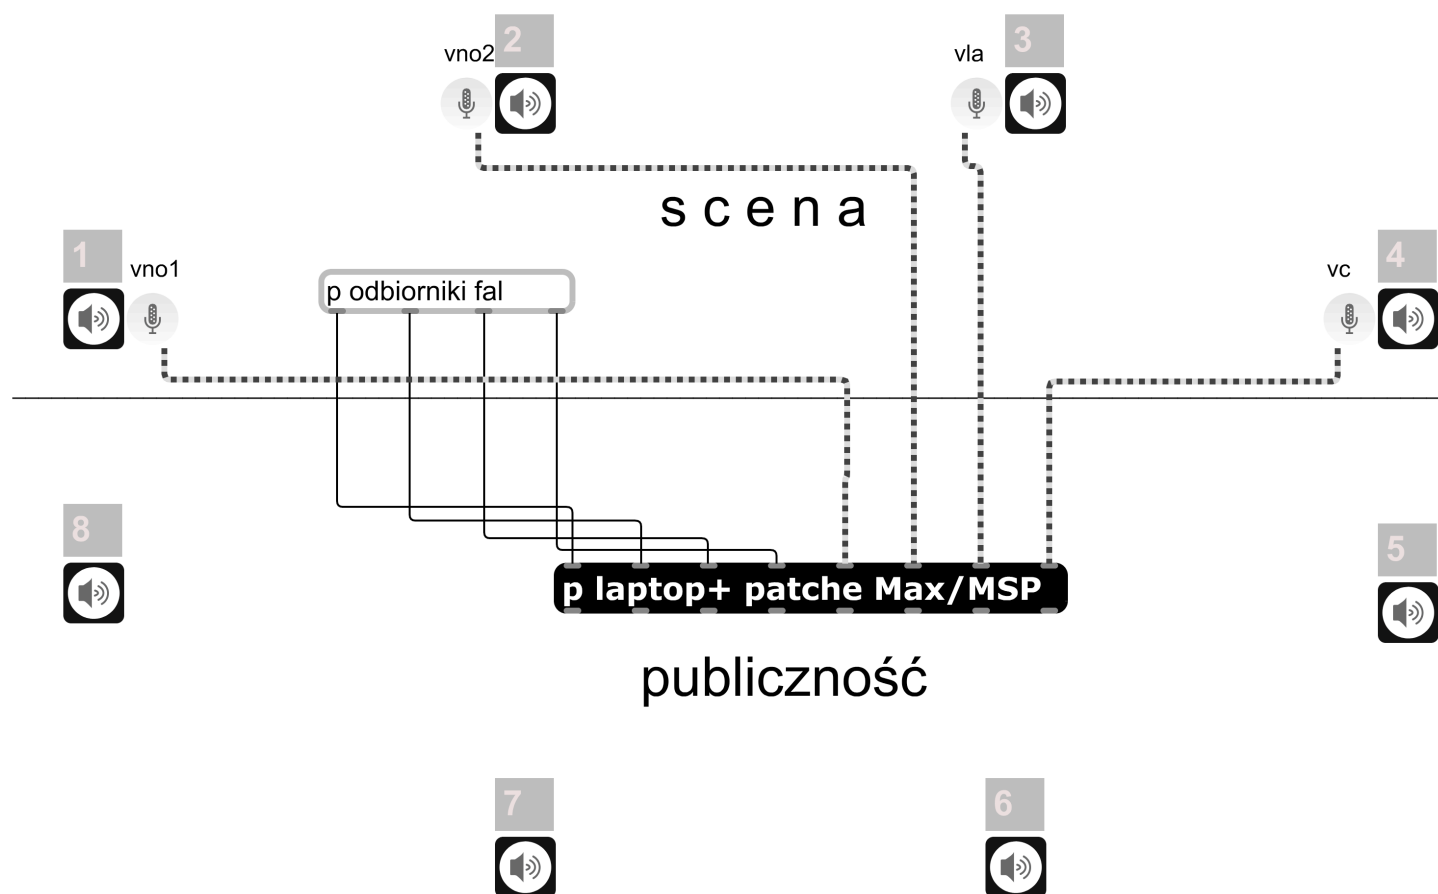 2
3
vno2
vla
s c e n a
1
vno1
4
vc
p odbiorniki fal
8
5
p laptop+ patche Max/MSP
publiczność
7
6